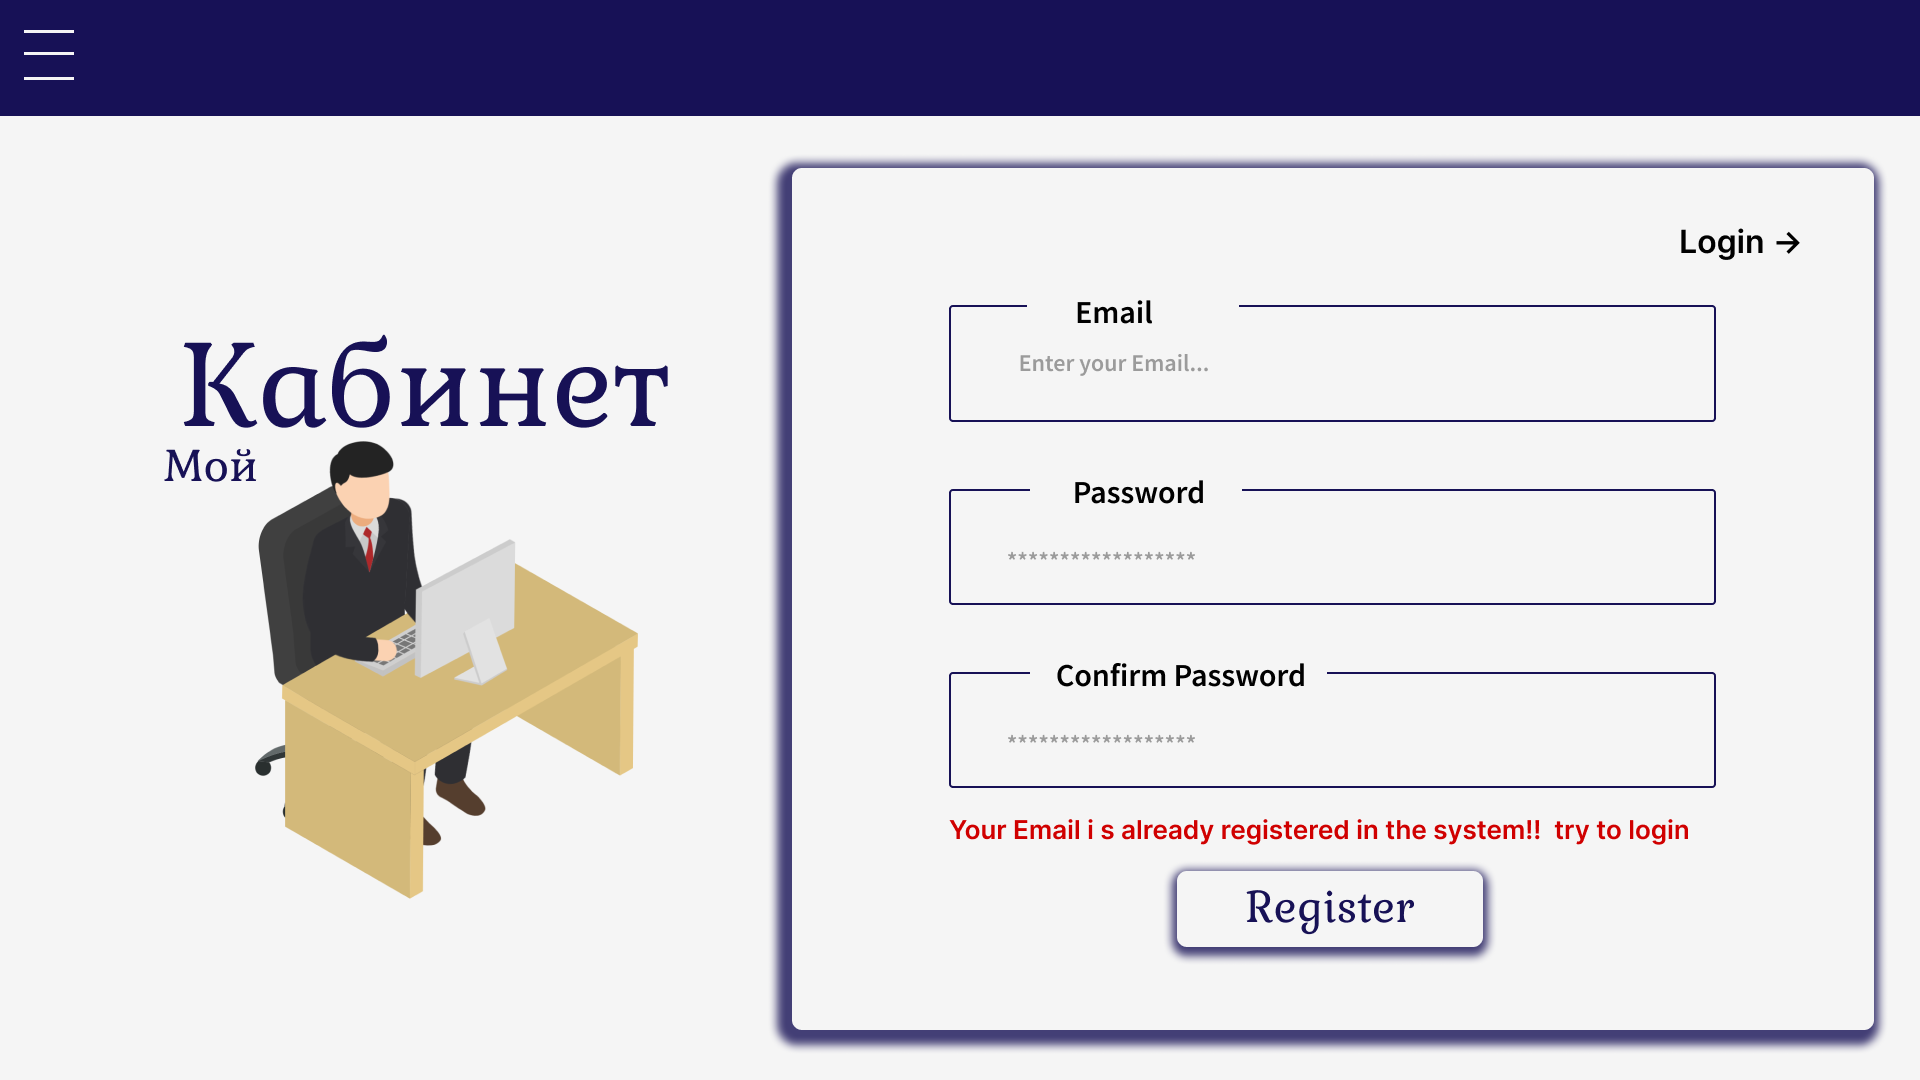 Кабинет
Мой
Login →
Email
Enter your Email...
Password
******************
Confirm Password
******************
Your Email i s already registered in the system!!  try to login
Register